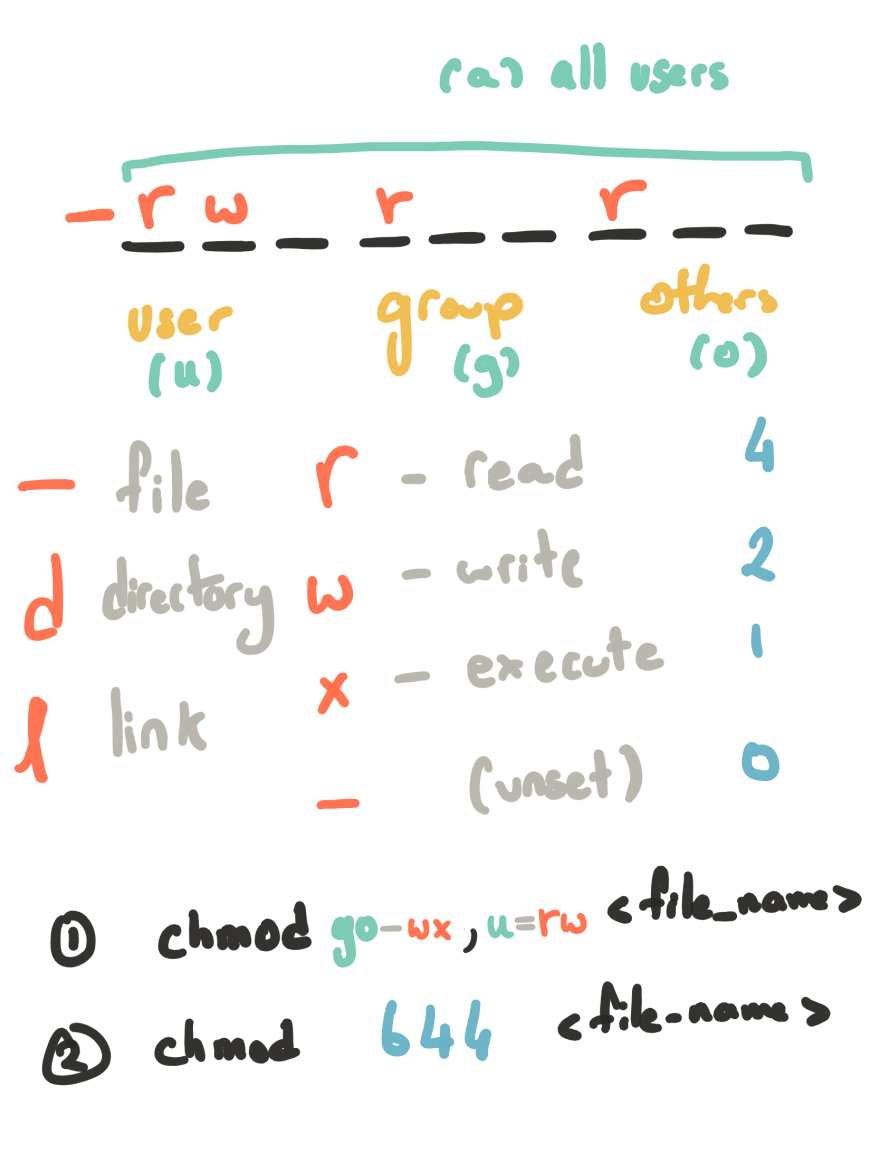 (a) all users
- r w r r
_ _ _ _ _ _ _ _ _
user group others
(u) (g) (o)
- file r - read 4
d directory w - write 2
l link x - execute 1
- (unset) 0
① chmod go-wx,u=rw <file_name>
② chmod 644 <file-name>